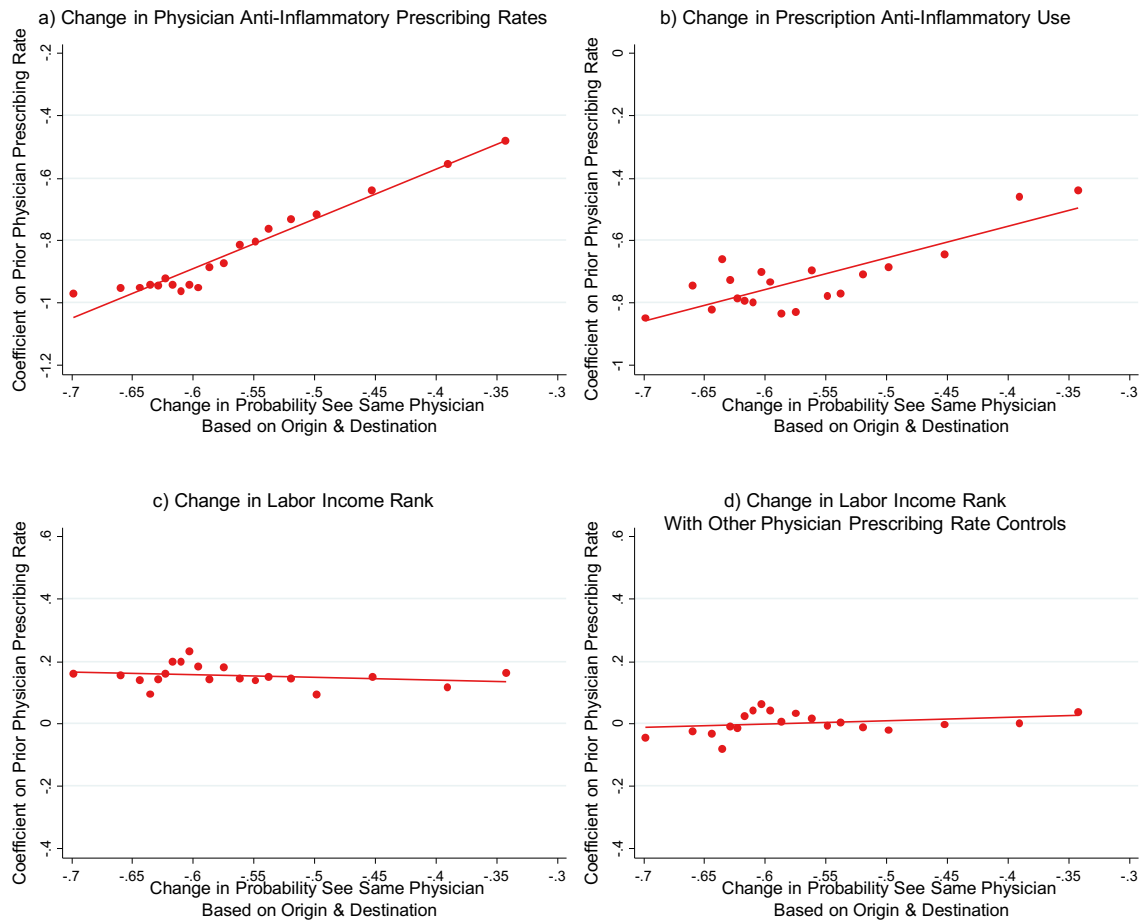 a) Change in Physician Anti-Inflammatory Prescribing Rates
Coefficient on Prior Physician Prescribing Rate
-.2
-.4
-.6
-.8
-1
-1.2
-.7 -.65 -.6 -.55 -.5 -.45 -.4 -.35 -.3
Change in Probability See Same Physician
Based on Origin & Destination
b) Change in Prescription Anti-Inflammatory Use
Coefficient on Prior Physician Prescribing Rate
0
-.2
-.4
-.6
-.8
-1
-.7 -.65 -.6 -.55 -.5 -.45 -.4 -.35 -.3
Change in Probability See Same Physician
Based on Origin & Destination
c) Change in Labor Income Rank
Coefficient on Prior Physician Prescribing Rate
.6
.4
.2
0
-.2
-.4
-.7 -.65 -.6 -.55 -.5 -.45 -.4 -.35 -.3
Change in Probability See Same Physician
Based on Origin & Destination
d) Change in Labor Income Rank
With Other Physician Prescribing Rate Controls
Coefficient on Prior Physician Prescribing Rate
.6
.4
.2
0
-.2
-.4
-.7 -.65 -.6 -.55 -.5 -.45 -.4 -.35 -.3
Change in Probability See Same Physician
Based on Origin & Destination